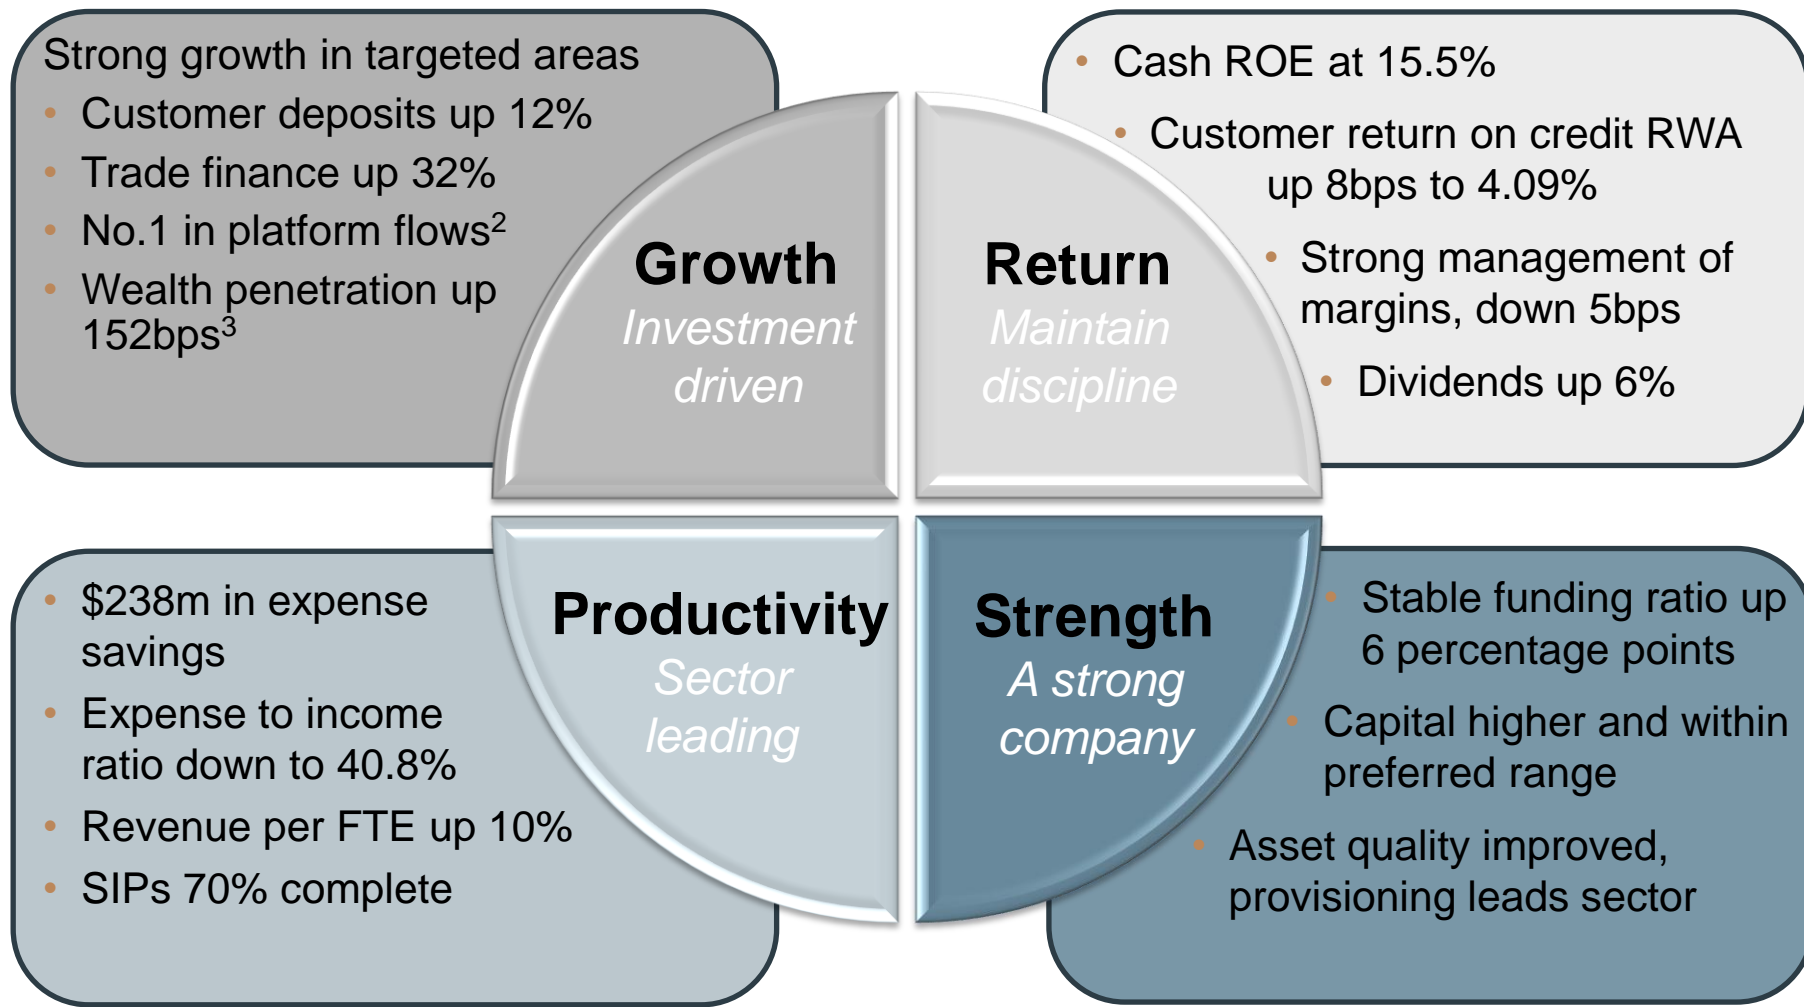 Strong growth in targeted areas
• Customer deposits up 12%
• Trade finance up 32%
• No.1 in platform flows²
• Wealth penetration up
152bps³
Growth
Investment
driven
• Cash ROE at 15.5%
• Customer return on credit RWA
up 8bps to 4.09%
• Strong management of
margins, down 5bps
• Dividends up 6%
Return
Maintain
discipline
• $238m in expense
savings
• Expense to income
ratio down to 40.8%
• Revenue per FTE up 10%
• SIPs 70% complete
Productivity
Sector
leading
Strength
A strong
company
• Stable funding ratio up
6 percentage points
• Capital higher and within
preferred range
• Asset quality improved,
provisioning leads sector